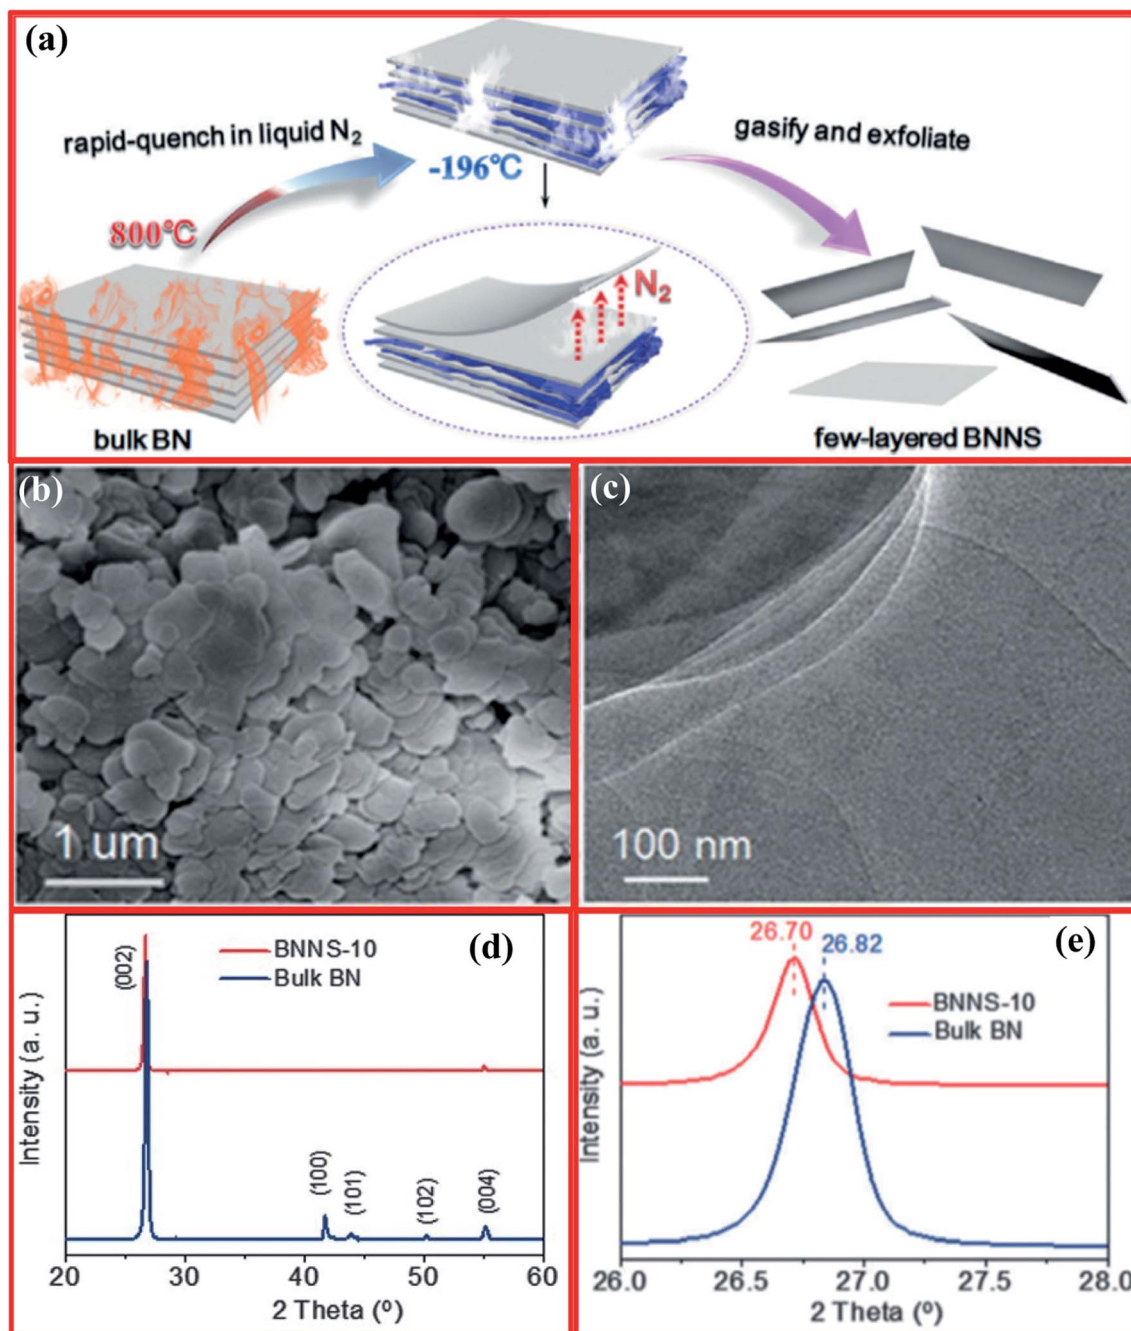 (a)
rapid-quench in liquid N₂
gasify and exfoliate
-196℃
800℃
N₂
bulk BN
few-layered BNNS
(b)
1 um
(c)
100 nm
(d)
BNNS-10
Bulk BN
(002)
(100)
(101)
(102)
(004)
Intensity (a. u.)
20 30 40 50 60
2 Theta (º)
(e)
26.70 26.82
BNNS-10
Bulk BN
Intensity (a. u.)
26.0 26.5 27.0 27.5 28.0
2 Theta (º)